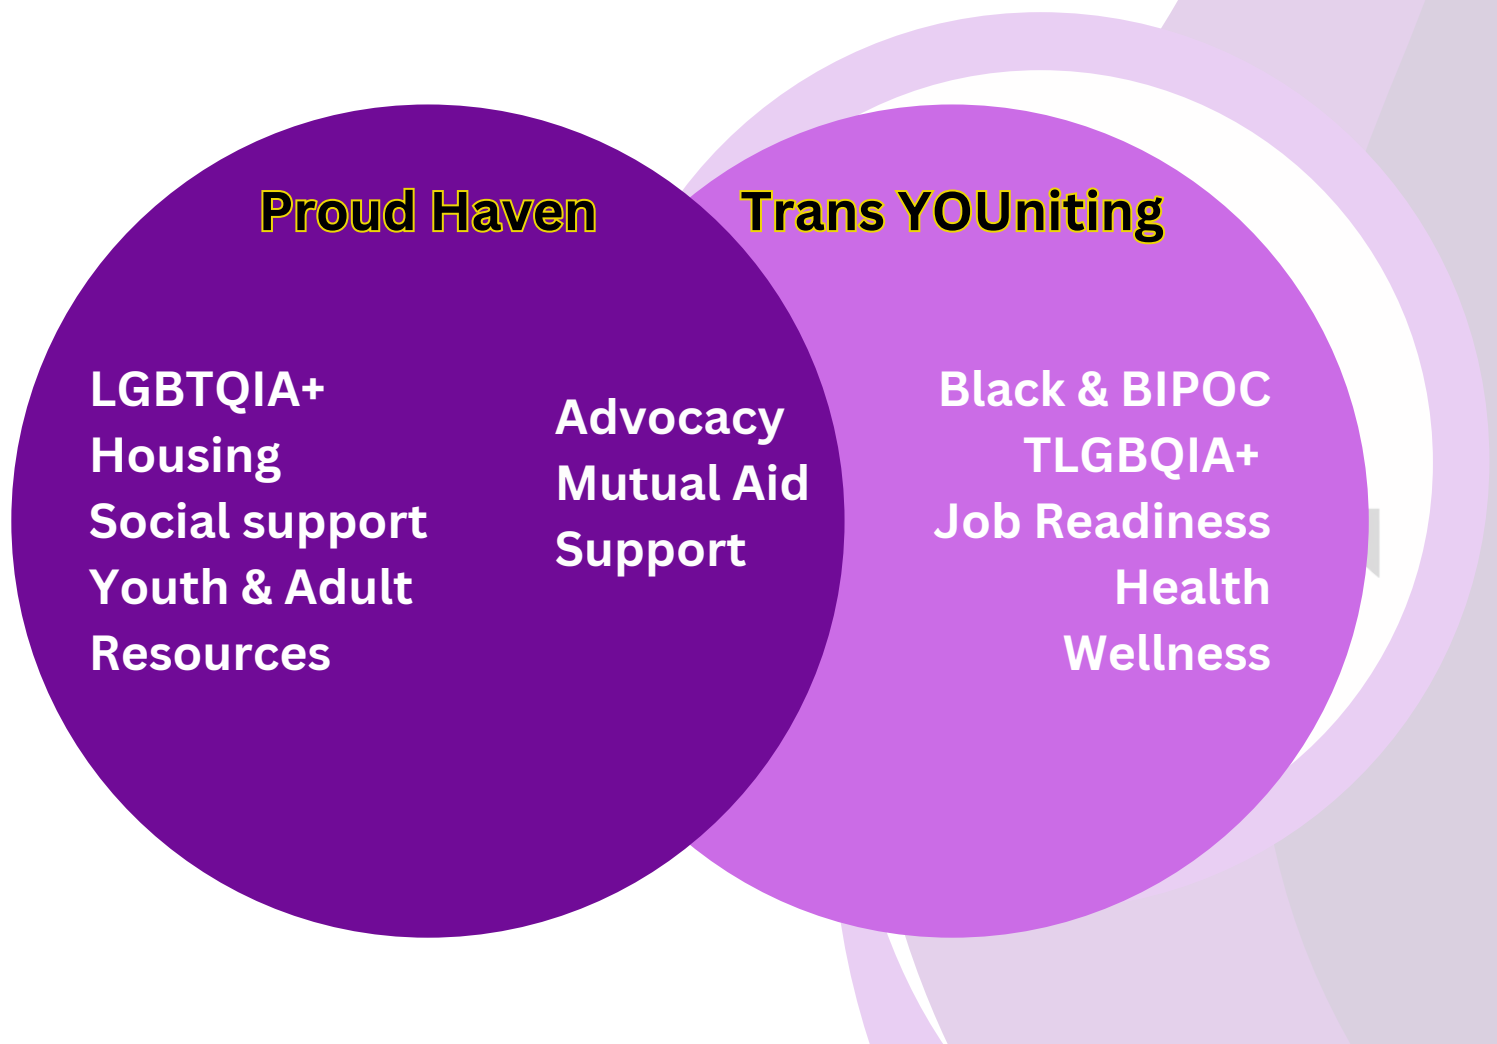 Proud Haven
Trans YOUniting
LGBTQIA+
Housing
Social support
Youth & Adult
Resources
Advocacy
Mutual Aid
Support
Black & BIPOC
TLGBQIA+
Job Readiness
Health
Wellness